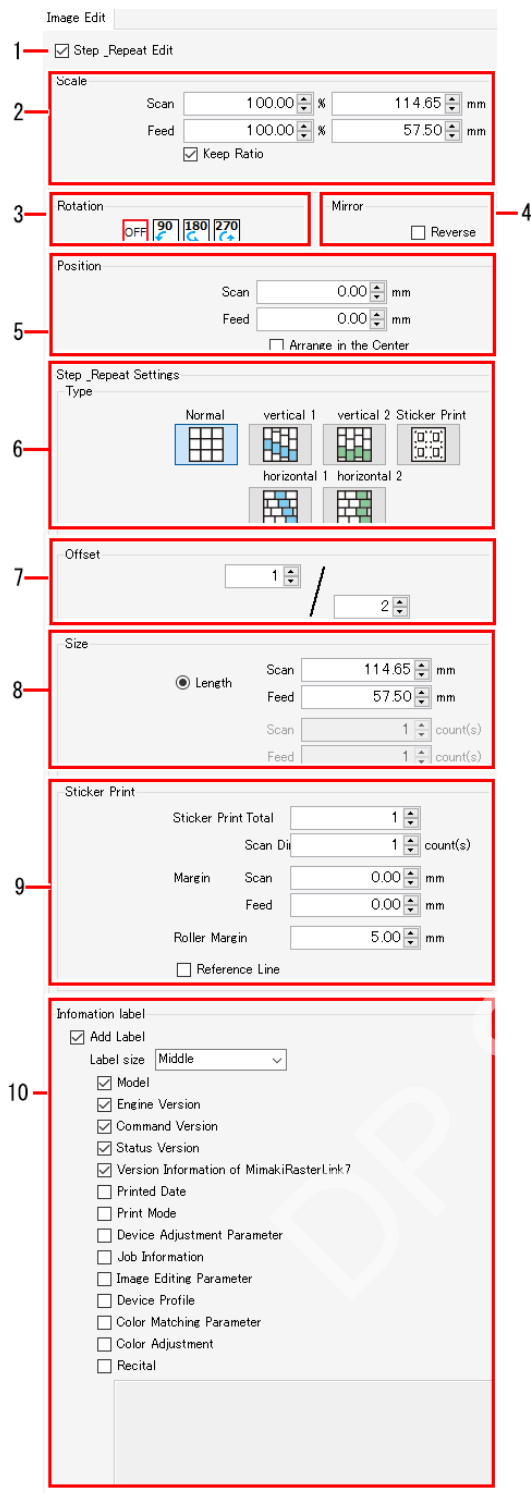 Image Edit
1 Step _Repeat Edit
Scale
2 Scan 100.00 % 114.65 mm
Feed 100.00 % 57.50 mm
Keep Ratio
3 Rotation Mirror 4
OFF 90 180 270 Reverse
Position
Scan 0.00 mm
5 Feed 0.00 mm
Arrange in the Center
Step _Repeat Settings
Type
Normal vertical 1 vertical 2 Sticker Print
6
horizontal 1 horizontal 2
Offset
7 1 / 2
Size
8 Length Scan 114.65 mm
Feed 57.50 mm
Scan 1 count(s)
Feed 1 count(s)
Sticker Print
Sticker Print Total 1
Scan Di 1 count(s)
9 Margin Scan 0.00 mm
Feed 0.00 mm
Roller Margin 5.00 mm
Reference Line
Infomation label
Add Label
10 Label size Middle
Model
Engine Version
Command Version
Status Version
Version Information of MimakiRasterLink7
Printed Date
Print Mode
Device Adjustment Parameter
Job Information
Image Editing Parameter
Device Profile
Color Matching Parameter
Color Adjustment
Recital
DP